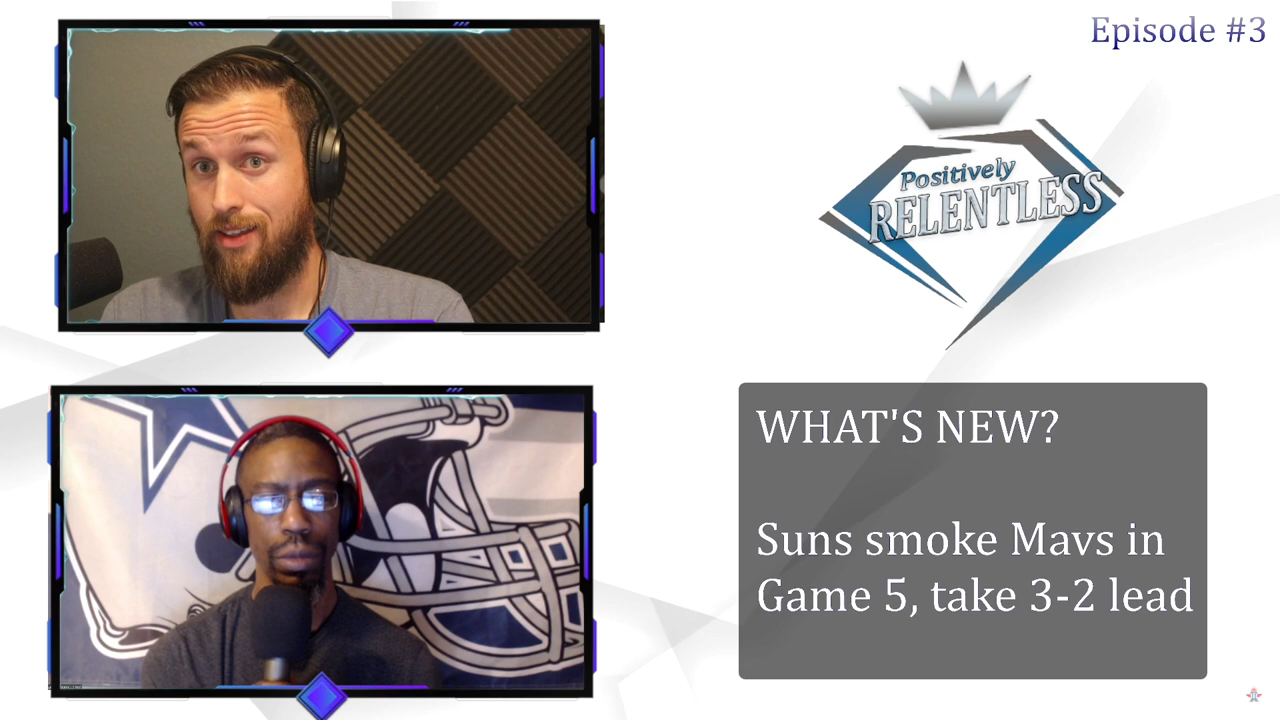 Episode #3
Positively
RELENTLESS
WHAT'S NEW?
Suns smoke Mavs in
Game 5, take 3-2 lead